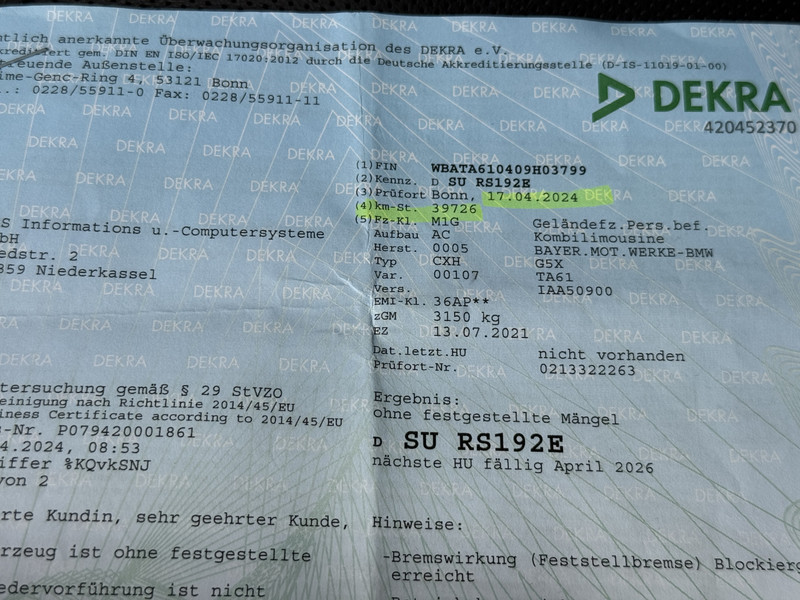 tlich anerkannte Überwachungsorganisation des DEKRA e.V.
kreditiert gem. DIN EN ISO/IEC 17020:2012 durch die Deutsche Akkreditierungsstelle (D-IS-11019-01-00)
reuende Außenstelle:
ime-Genc-Ring 4, 53121 Bonn
.: 0228/55911-0 Fax: 0228/55911-11
DEKRA
420452370
(1) FIN WBATA610409H03799
(2) Kennz. D SU RS192E
(3) Prüfort Bonn, 17.04.2024
(4) km-St. 39726
(5) Fz-Kl. M1G Geländefz.Pers.bef.
Aufbau AC Kombilimousine
Herst. 0005 BAYER.MOT.WERKE-BMW
Typ CXH G5X
Var. 00107 TA61
Vers. IAA50900
EMI-Kl. 36AP**
zGM 3150 kg
EZ 13.07.2021
Dat.letzt.HU nicht vorhanden
Prüfort-Nr. 0213322263
S Informations u.-Computersysteme
bH
edstr. 2
859 Niederkassel
Ergebnis:
ohne festgestellte Mängel
D SU RS192E
nächste HU fällig April 2026
tersuchung gemäß § 29 StVZO
einigung nach Richtlinie 2014/45/EU
iness Certificate according to 2014/45/EU
-Nr. P079420001861
4.2024, 08:53
iffer %KQvkSNJ
von 2
rte Kundin, sehr geehrter Kunde,
rzeug ist ohne festgestellte
edervorführung ist nicht
Hinweise:
-Bremswirkung (Feststellbremse) Blockierg
erreicht